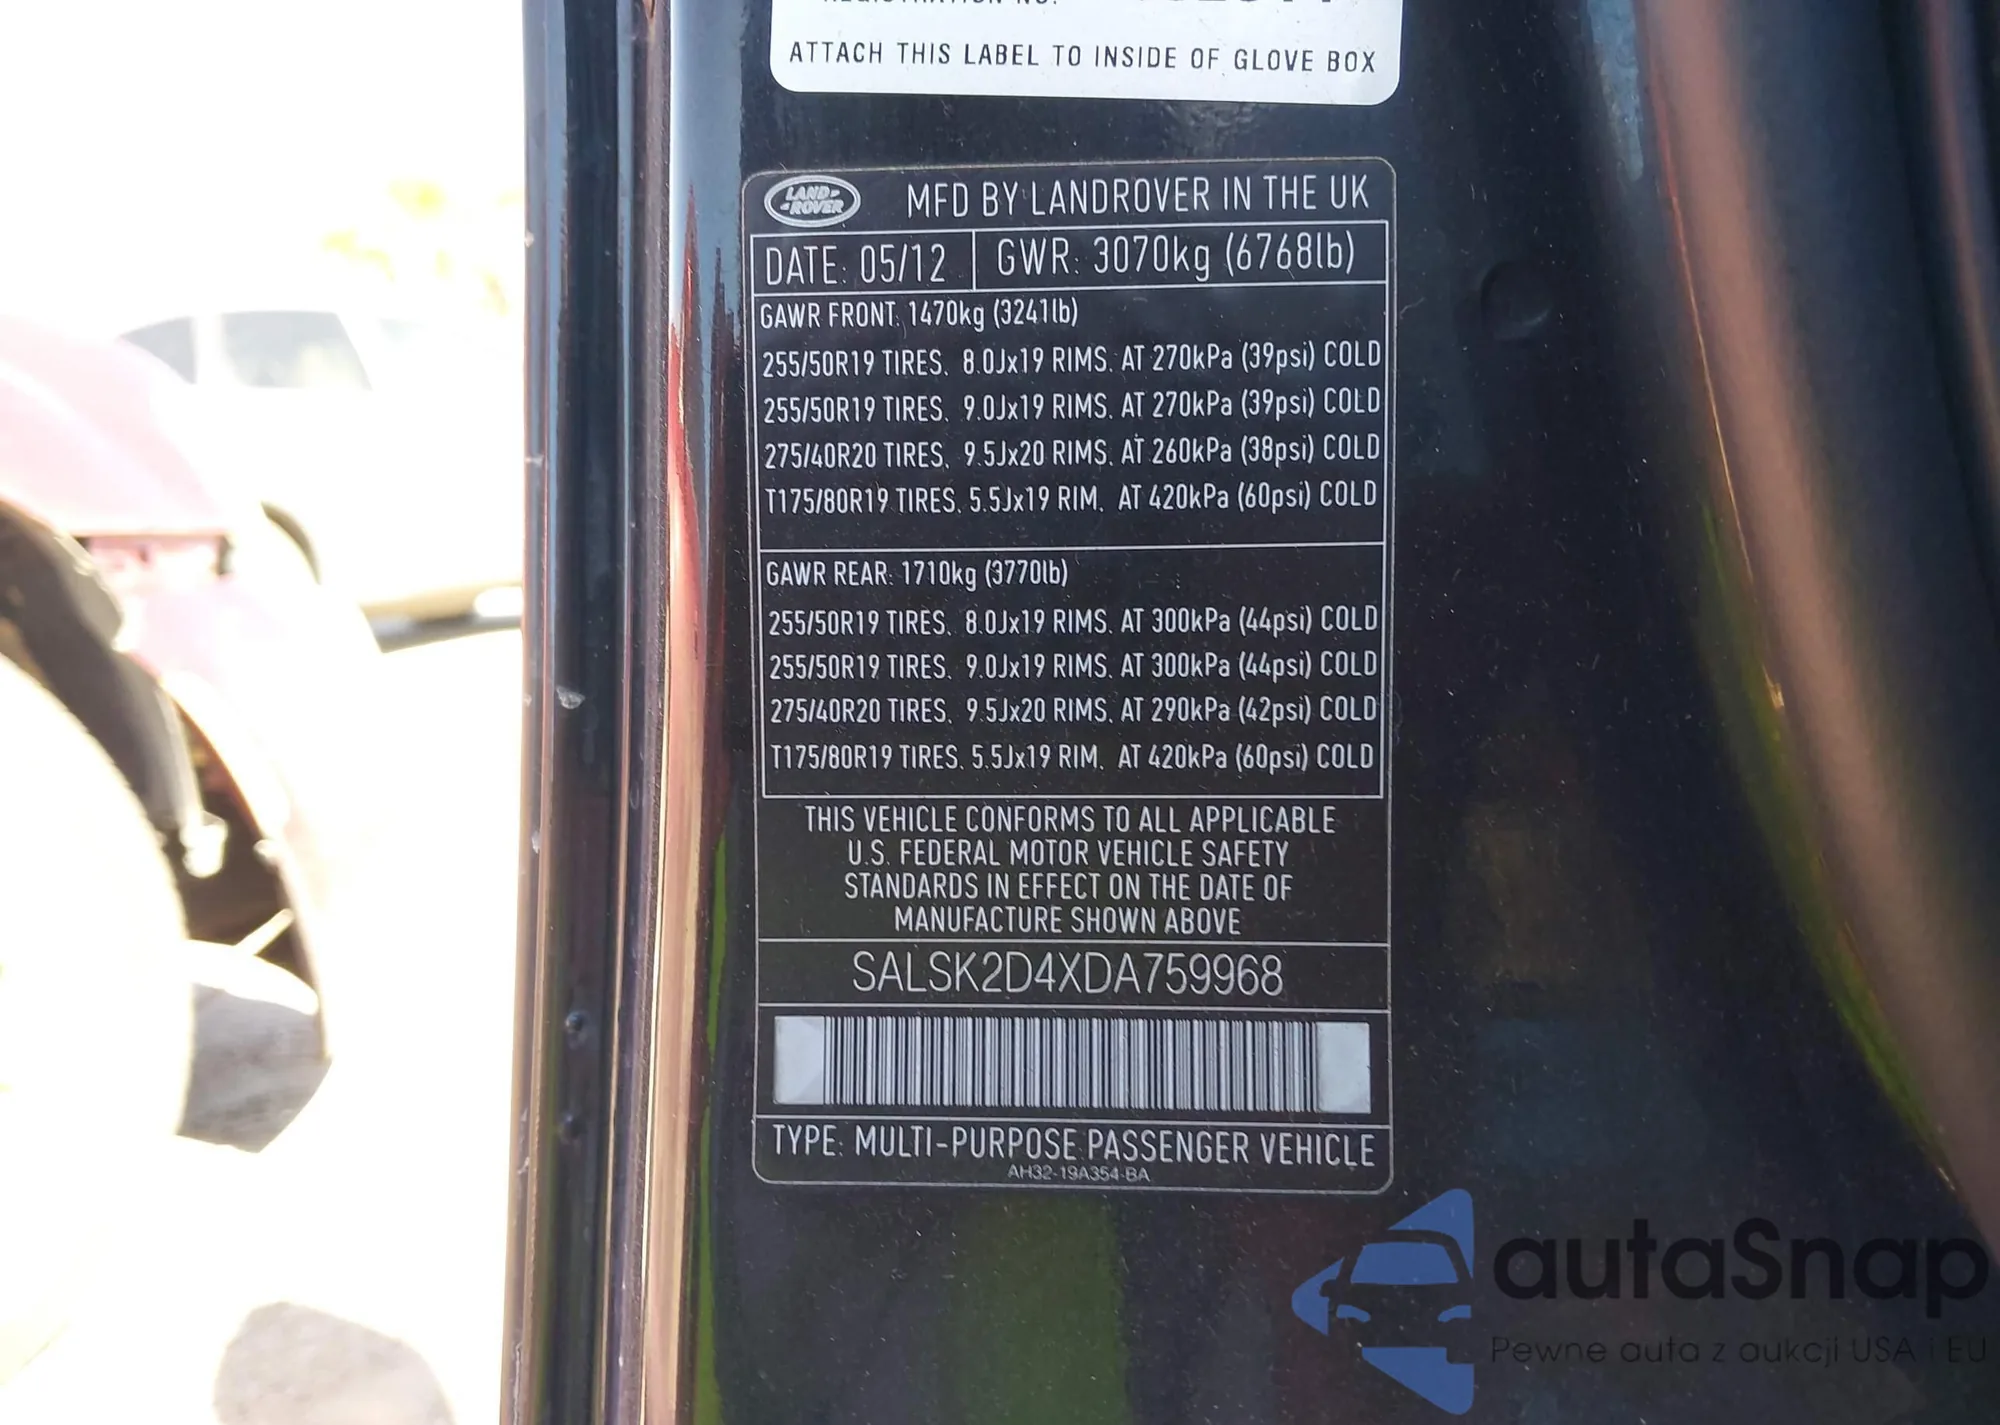 REGISTRATION NO.
ATTACH THIS LABEL TO INSIDE OF GLOVE BOX
LAND-
-ROVER
MFD BY LANDROVER IN THE UK
DATE: 05/12 GWR: 3070kg (6768lb)
GAWR FRONT: 1470kg (3241lb)
255/50R19 TIRES, 8.0Jx19 RIMS, AT 270kPa (39psi) COLD
255/50R19 TIRES, 9.0Jx19 RIMS, AT 270kPa (39psi) COLD
275/40R20 TIRES, 9.5Jx20 RIMS, AT 260kPa (38psi) COLD
T175/80R19 TIRES, 5.5Jx19 RIM, AT 420kPa (60psi) COLD
GAWR REAR: 1710kg (3770lb)
255/50R19 TIRES, 8.0Jx19 RIMS, AT 300kPa (44psi) COLD
255/50R19 TIRES, 9.0Jx19 RIMS, AT 300kPa (44psi) COLD
275/40R20 TIRES, 9.5Jx20 RIMS, AT 290kPa (42psi) COLD
T175/80R19 TIRES, 5.5Jx19 RIM, AT 420kPa (60psi) COLD
THIS VEHICLE CONFORMS TO ALL APPLICABLE
U.S. FEDERAL MOTOR VEHICLE SAFETY
STANDARDS IN EFFECT ON THE DATE OF
MANUFACTURE SHOWN ABOVE
SALSK2D4XDA759968
TYPE: MULTI-PURPOSE PASSENGER VEHICLE
AH32-19A354-BA
autaSnap
Pewne auta z aukcji USA i EU